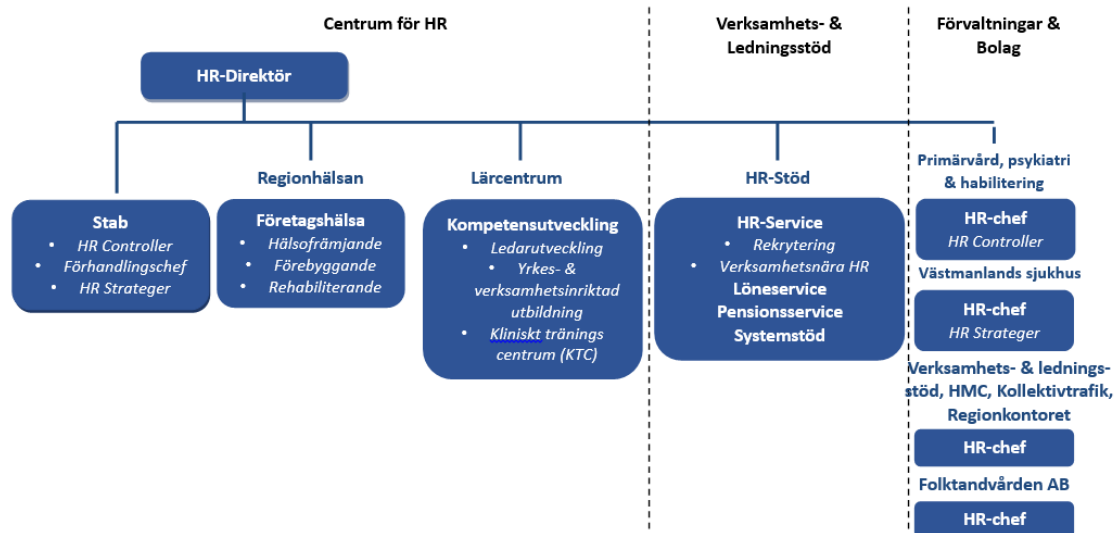 Centrum för HR
Verksamhets- &
Ledningsstöd
Förvaltningar &
Bolag
HR-Direktör
Stab
• HR Controller
• Förhandlingschef
• HR Strateger
Regionhälsan
Företagshälsa
• Hälsofrämjande
• Förebyggande
• Rehabiliterande
Lärcentrum
Kompetensutveckling
• Ledarutveckling
• Yrkes- &
verksamhetsinriktad
utbildning
• Kliniskt tränings
centrum (KTC)
HR-Stöd
HR-Service
• Rekrytering
• Verksamhetsnära HR
Löneservice
Pensionsservice
Systemstöd
Primärvård, psykiatri
& habilitering
HR-chef
HR Controller
Västmanlands sjukhus
HR-chef
HR Strateger
Verksamhets- & lednings-
stöd, HMC, Kollektivtrafik,
Regionkontoret
HR-chef
Folktandvården AB
HR-chef